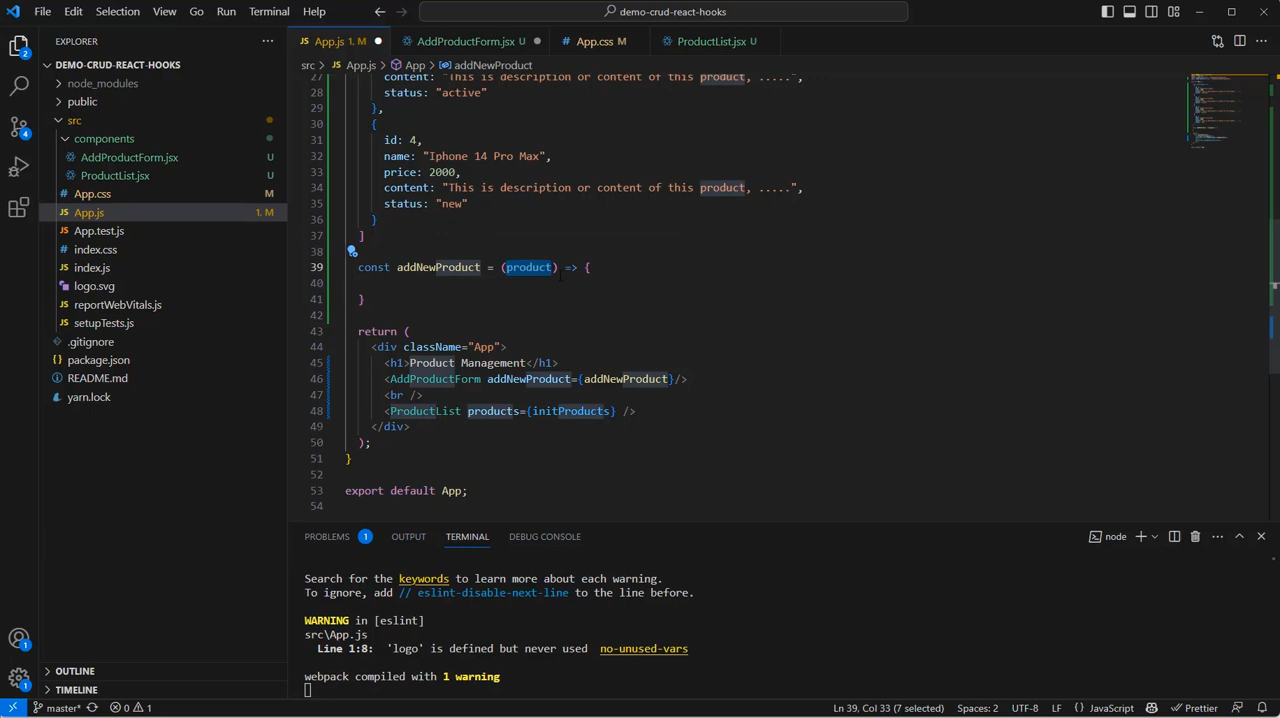 File Edit Selection View Go Run Terminal Help
demo-crud-react-hooks
EXPLORER
DEMO-CRUD-REACT-HOOKS
node_modules
public
src
components
AddProductForm.jsx U
ProductList.jsx U
App.css M
App.js 1, M
App.test.js
index.css
index.js
logo.svg
reportWebVitals.js
setupTests.js
.gitignore
package.json
README.md
yarn.lock
OUTLINE
TIMELINE
2
4
1
1
App.js 1, M
AddProductForm.jsx U
App.css M
ProductList.jsx U
src > App.js > App > addNewProduct
27 content: "This is description or content of this product, .....",
28 status: "active"
29 },
30 {
31 id: 4,
32 name: "Iphone 14 Pro Max",
33 price: 2000,
34 content: "This is description or content of this product, .....",
35 status: "new"
36 }
37 ]
38
39 const addNewProduct = (product) => {
40
41 }
42
43 return (
44 <div className="App">
45 <h1>Product Management</h1>
46 <AddProductForm addNewProduct={addNewProduct}/>
47 <br />
48 <ProductList products={initProducts} />
49 </div>
50 );
51 }
52
53 export default App;
54
PROBLEMS 1 OUTPUT TERMINAL DEBUG CONSOLE
node
Search for the keywords to learn more about each warning.
To ignore, add // eslint-disable-next-line to the line before.
WARNING in [eslint]
src\App.js
Line 1:8: 'logo' is defined but never used no-unused-vars
webpack compiled with 1 warning
master* 0 1
Ln 39, Col 33 (7 selected) Spaces: 2 UTF-8 LF {} JavaScript Prettier